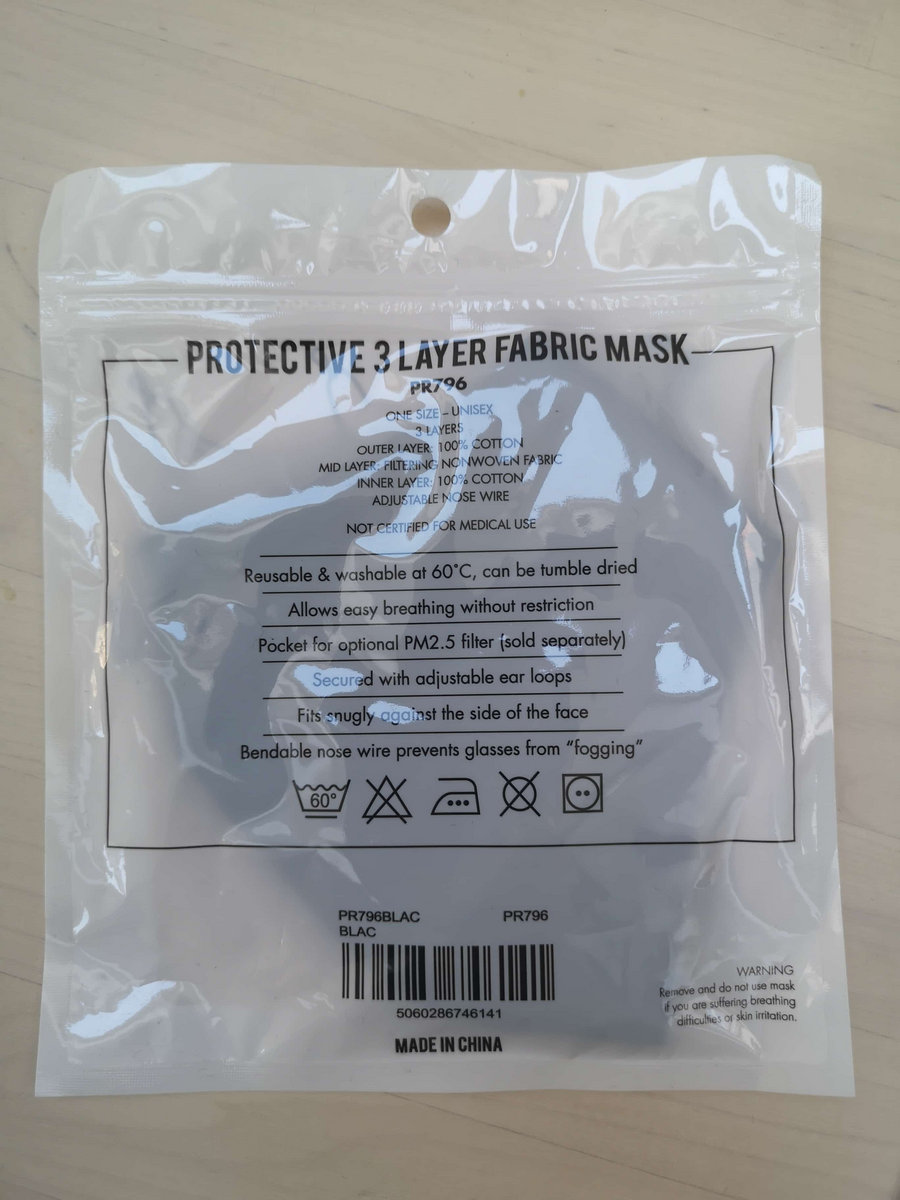 PROTECTIVE 3 LAYER FABRIC MASK
PR796
ONE SIZE – UNISEX
3 LAYERS
OUTER LAYER: 100% COTTON
MID LAYER: FILTERING NONWOVEN FABRIC
INNER LAYER: 100% COTTON
ADJUSTABLE NOSE WIRE
NOT CERTIFIED FOR MEDICAL USE
Reusable & washable at 60°C, can be tumble dried
Allows easy breathing without restriction
Pocket for optional PM2.5 filter (sold separately)
Secured with adjustable ear loops
Fits snugly against the side of the face
Bendable nose wire prevents glasses from “fogging”
60°
PR796BLAC PR796
BLAC
5060286746141
MADE IN CHINA
WARNING
Remove and do not use mask
if you are suffering breathing
difficulties or skin irritation.